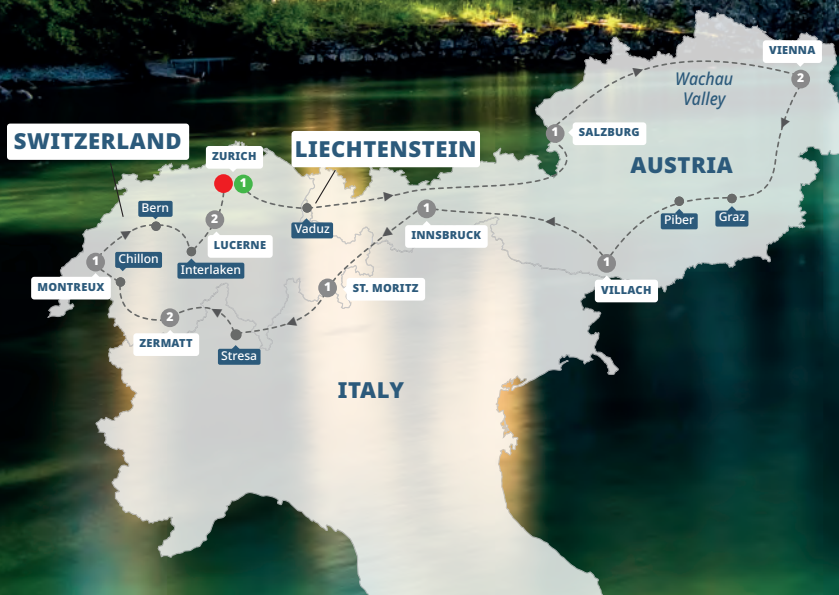 VIENNA
2
Wachau
Valley
1
SALZBURG
SWITZERLAND
ZURICH
LIECHTENSTEIN
AUSTRIA
1
Bern
2
LUCERNE
Vaduz
1
INNSBRUCK
Piber
Graz
Chillon
Interlaken
1
MONTREUX
1
ST. MORITZ
1
VILLACH
2
ZERMATT
Stresa
ITALY